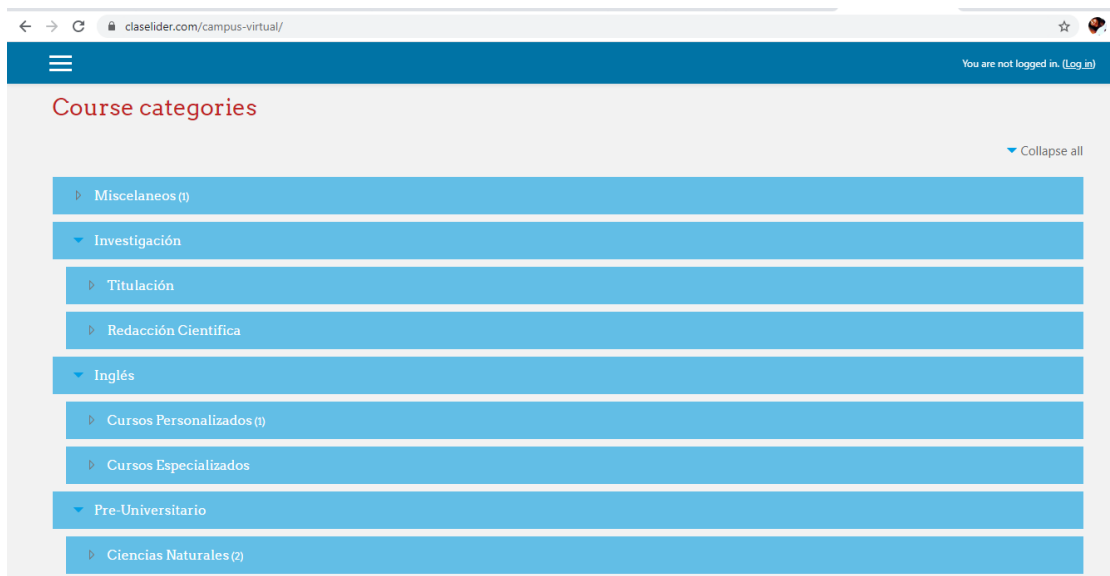 claselider.com/campus-virtual/
You are not logged in. (Log in)
Course categories
Collapse all
Miscelaneos (1)
Investigación
Titulación
Redacción Cientifica
Inglés
Cursos Personalizados (1)
Cursos Especializados
Pre-Universitario
Ciencias Naturales (2)